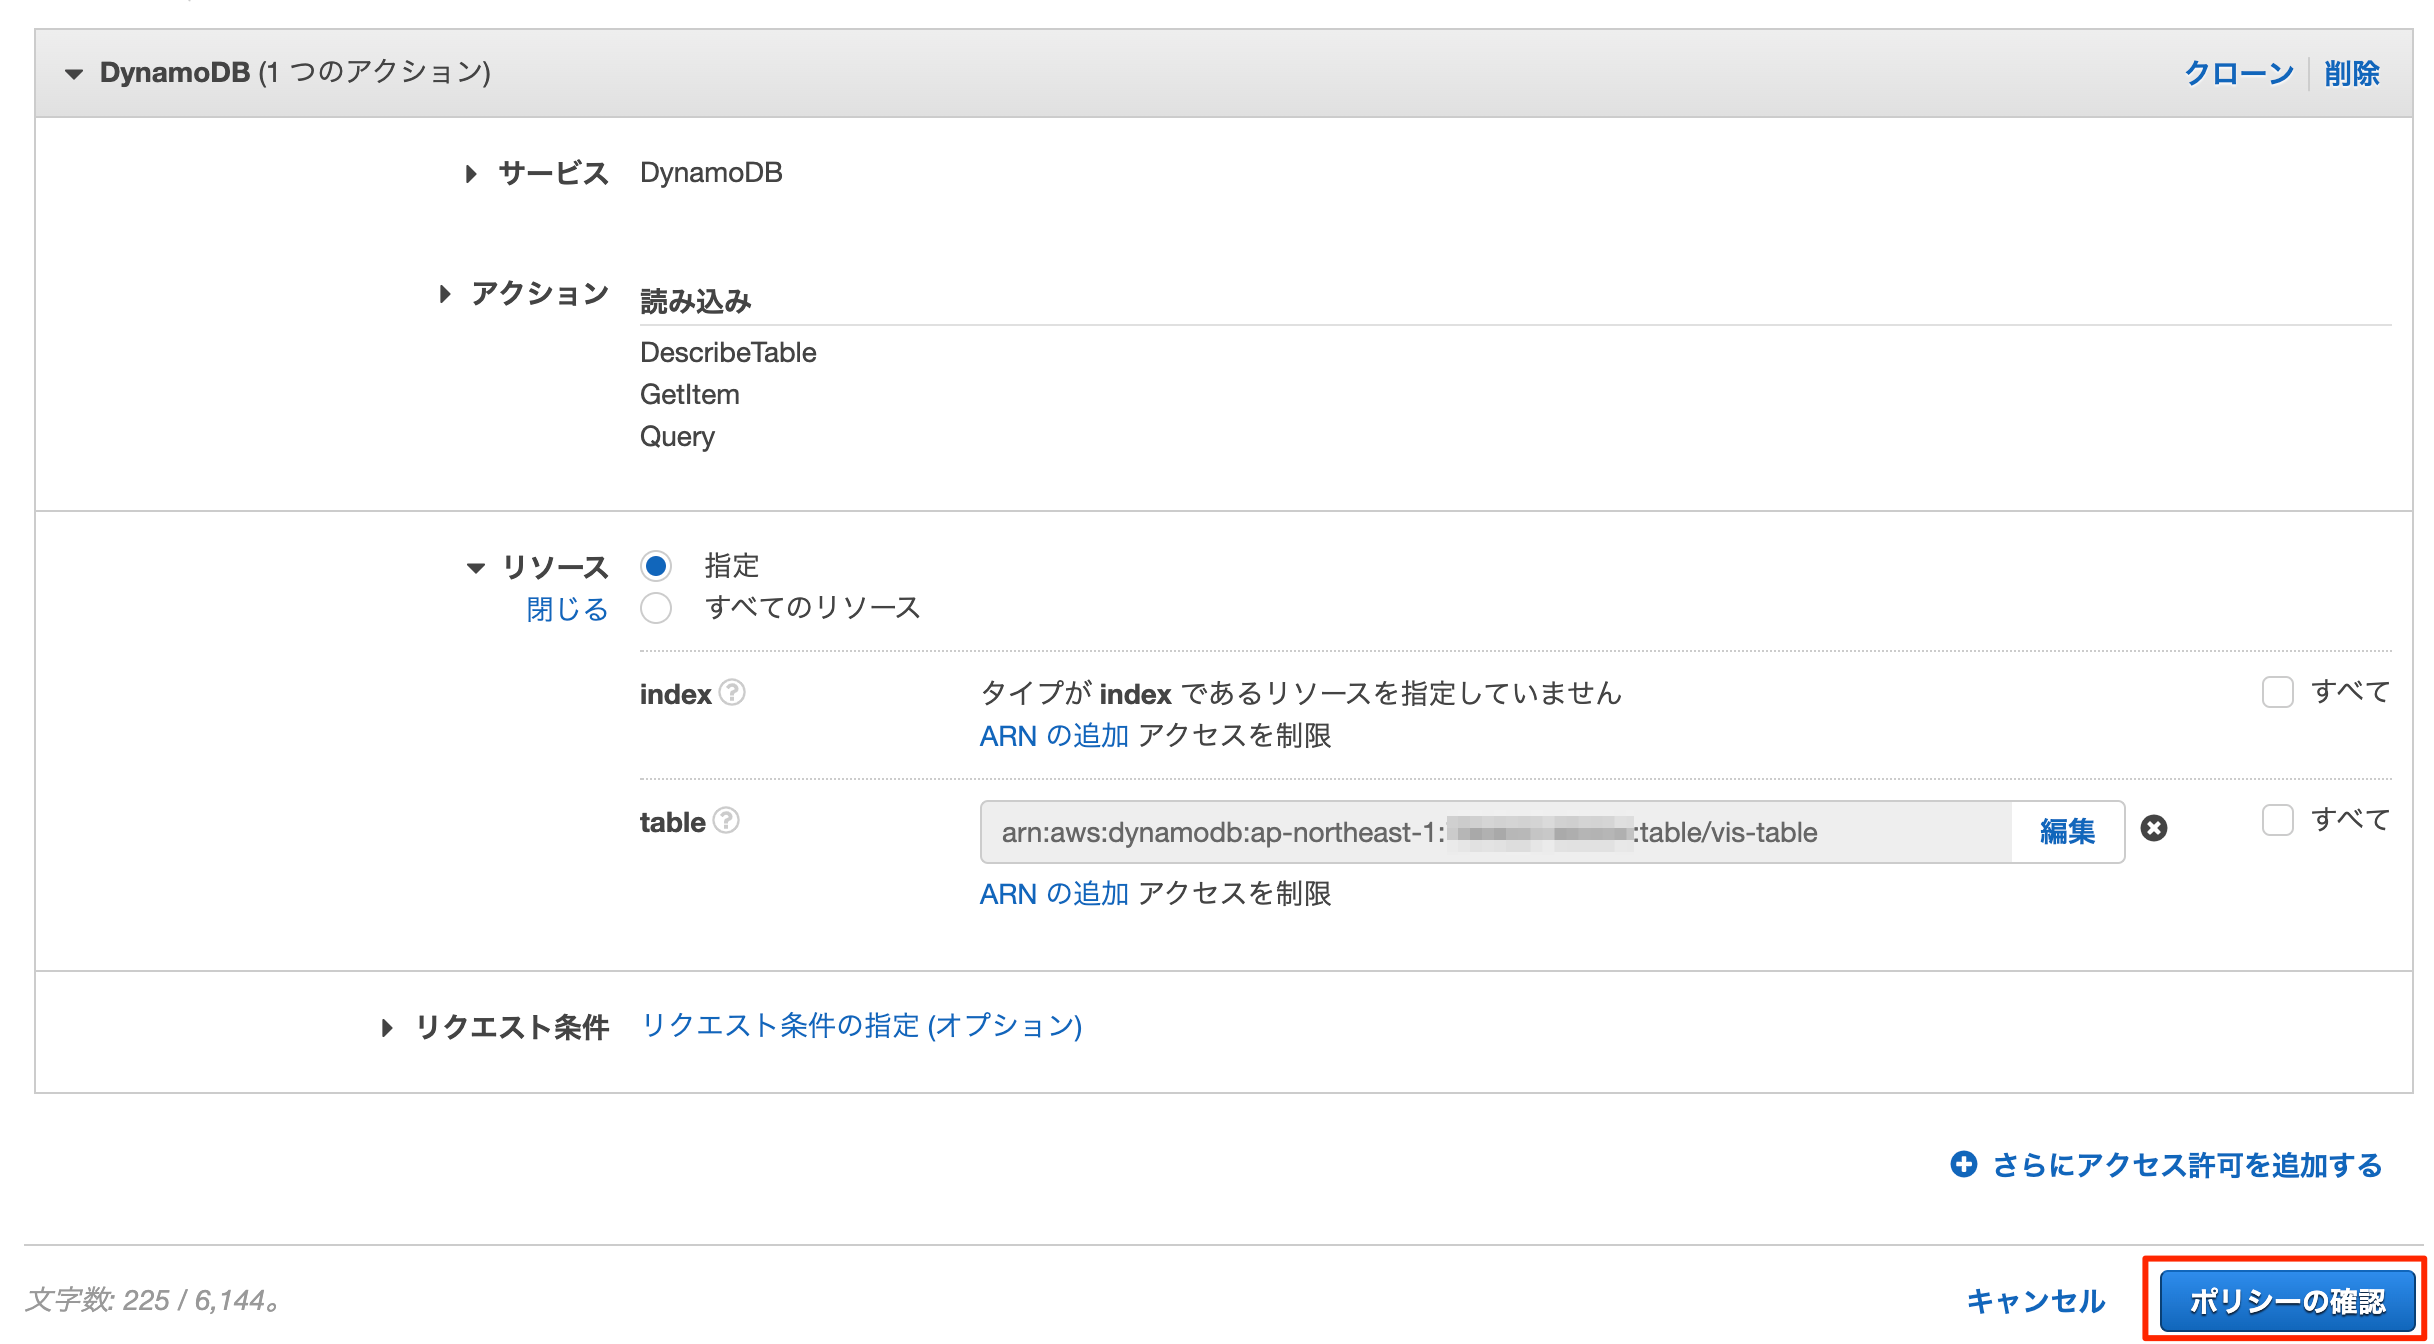 DynamoDB (1 つのアクション) クローン 削除
サービス DynamoDB
アクション 読み込み
DescribeTable
GetItem
Query
リソース 指定
閉じる すべてのリソース
index タイプが index であるリソースを指定していません すべて
ARN の追加 アクセスを制限
table arn:aws:dynamodb:ap-northeast-1: :table/vis-table 編集 すべて
ARN の追加 アクセスを制限
リクエスト条件 リクエスト条件の指定 (オプション)
さらにアクセス許可を追加する
文字数: 225 / 6,144。 キャンセル ポリシーの確認